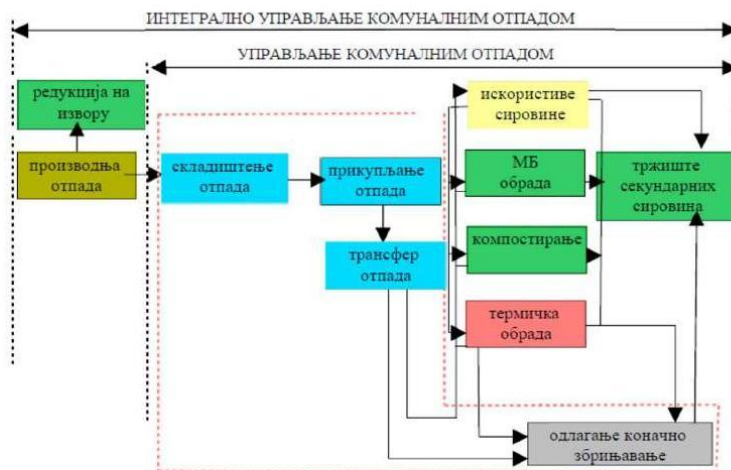 ИНТЕГРАЛНО УПРАВЉАЊЕ КОМУНАЛНИМ ОТПАДОМ
УПРАВЉАЊЕ КОМУНАЛНИМ ОТПАДОМ
редукција на
извору
производња
отпада
складиштење
отпада
прикупљање
отпада
трансфер
отпада
искористиве
сировине
МБ
обрада
компостирање
термичка
обрада
тржиште
секундарних
сировина
одлагање коначно
збрињавање